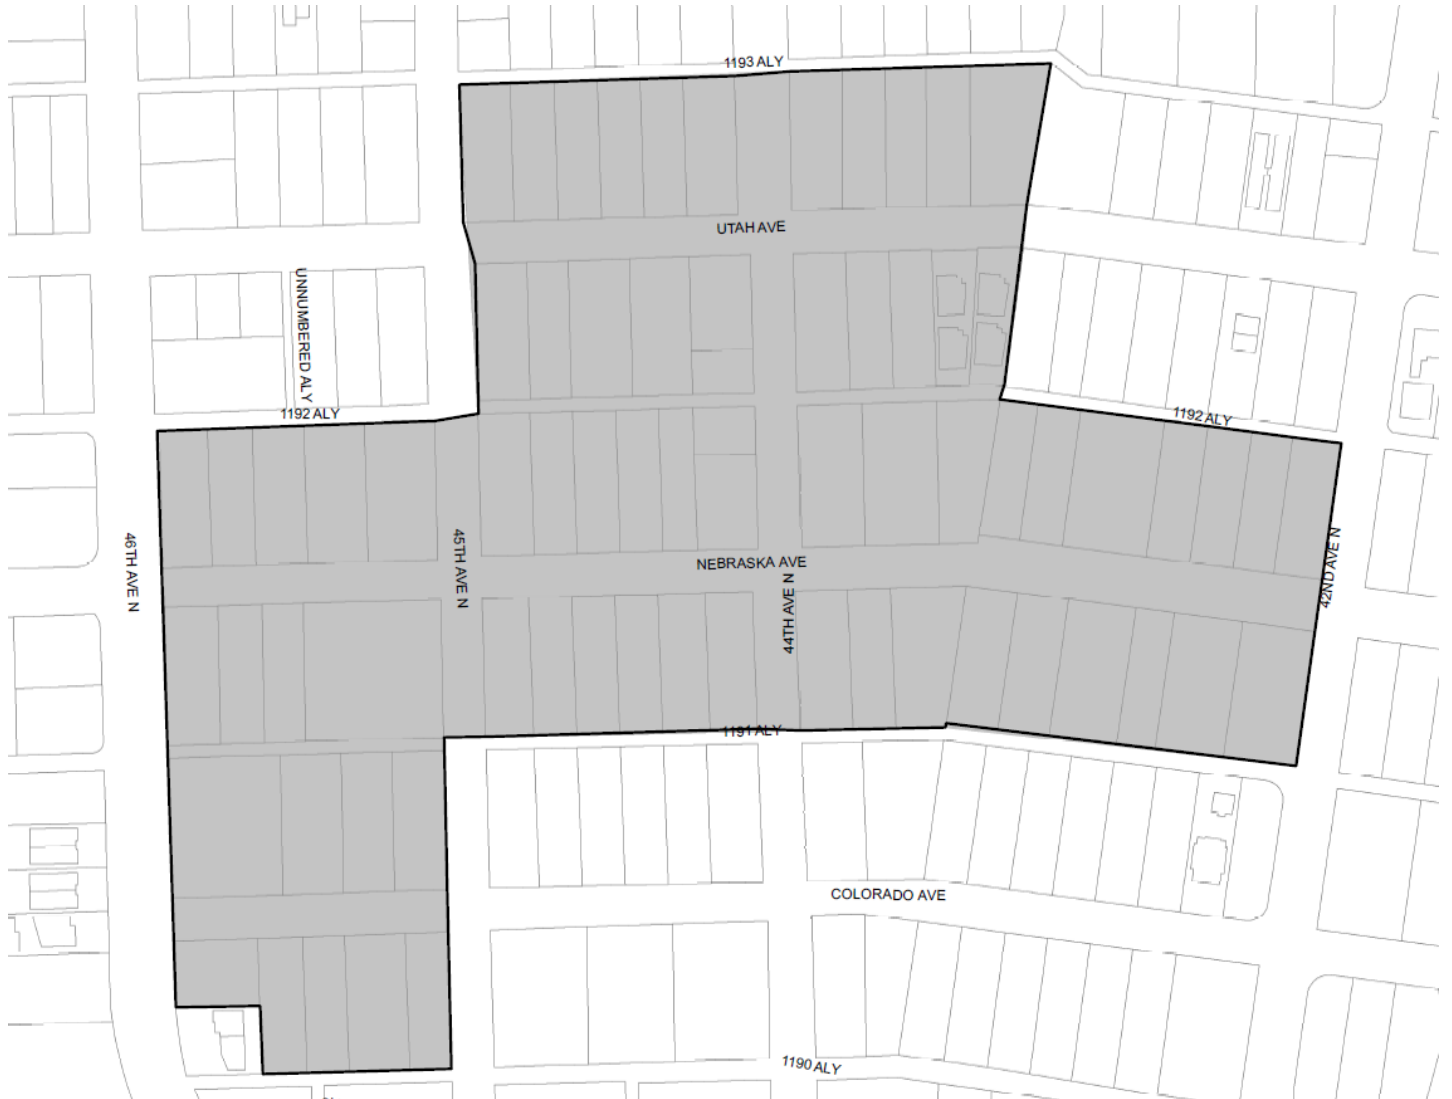 1193 ALY
UTAH AVE
UNNUMBERED ALY
1192 ALY
1192 ALY
46TH AVE N
45TH AVE N
NEBRASKA AVE
44TH AVE N
42ND AVE N
1191 ALY
COLORADO AVE
1190 ALY